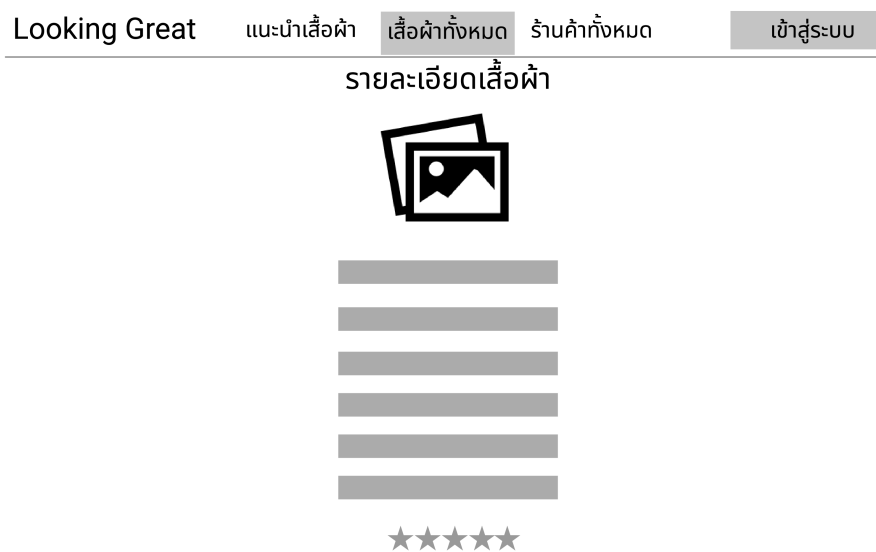 Looking Great แนะนำเสื้อผ้า เสื้อผ้าทั้งหมด ร้านค้าทั้งหมด เข้าสู่ระบบ
รายละเอียดเสื้อผ้า